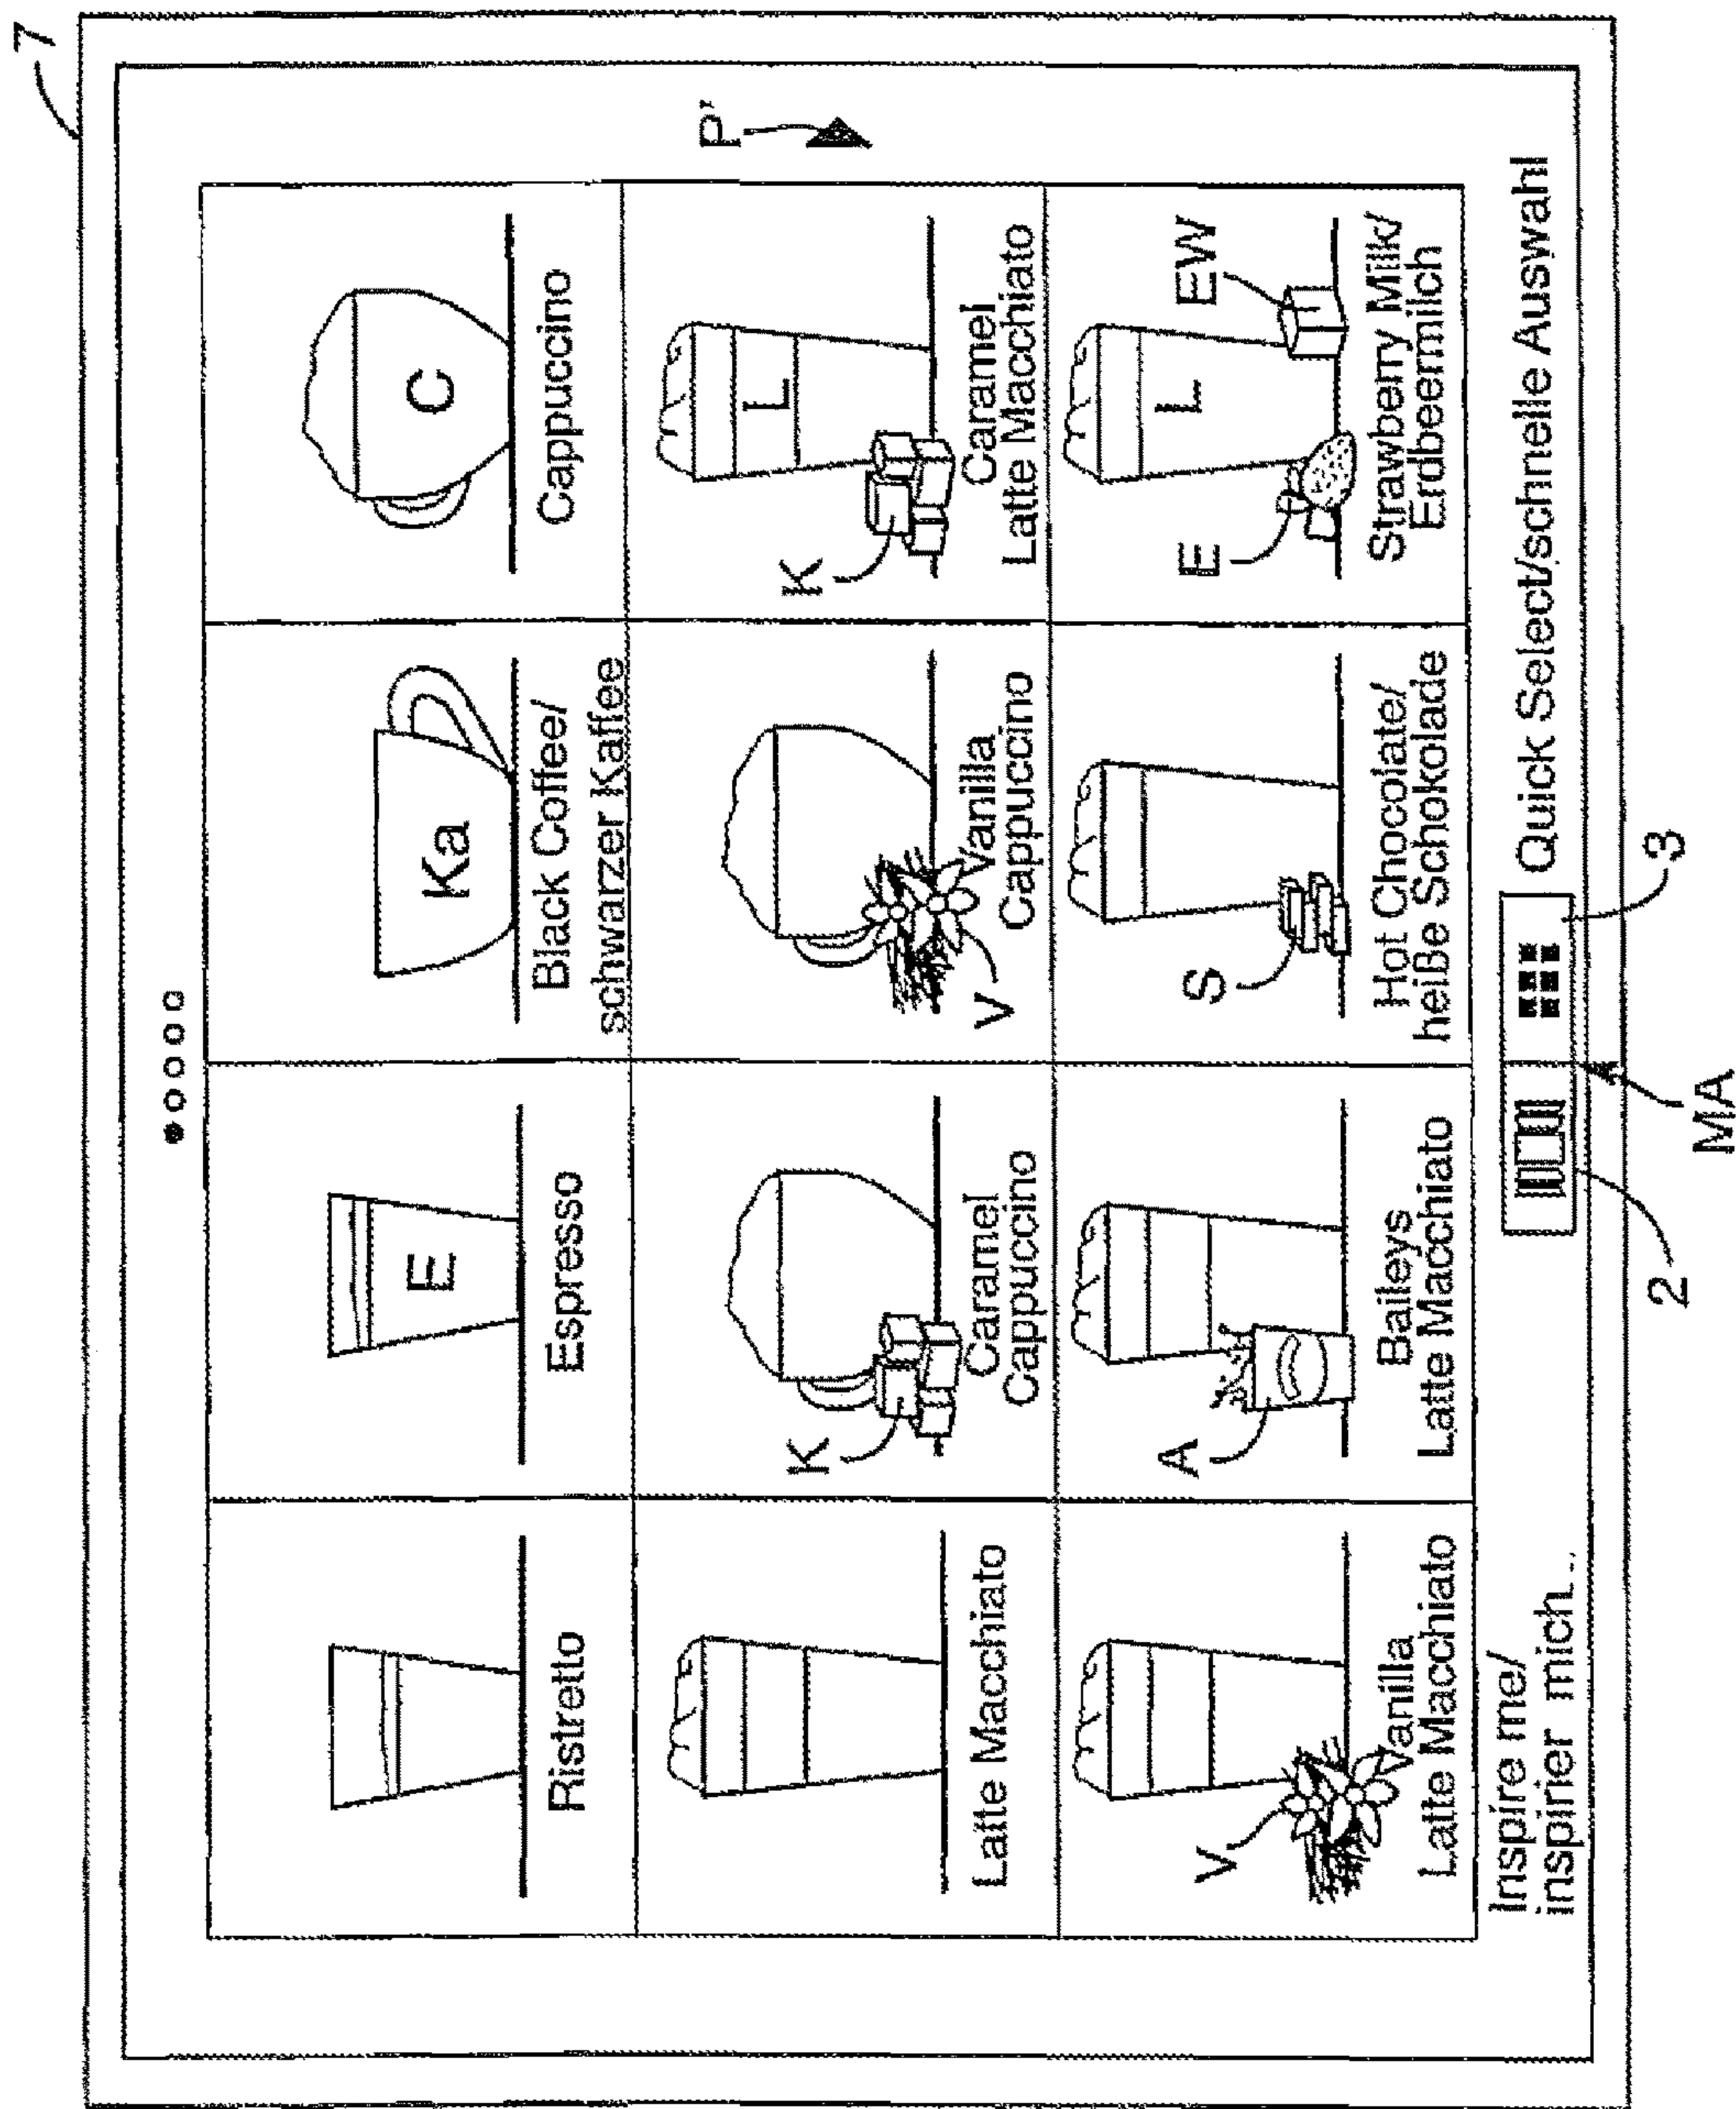 7
Ristretto
E
Espresso
Ka
Black Coffee/
schwarzer Kaffee
C
Cappuccino
P'
Latte Macchiato
K
Caramel
Cappuccino
V
Vanilla
Cappuccino
L
K
Caramel
Latte Macchiato
V
Vanilla
Latte Macchiato
A
Baileys
Latte Macchiato
S
Hot Chocolate/
heiße Schokolade
L
E
EW
Strawberry Milk/
Erdbeermilch
Inspire me/
inspirier mich...
Quick Select/schnelle Auswahl
2
MA
3